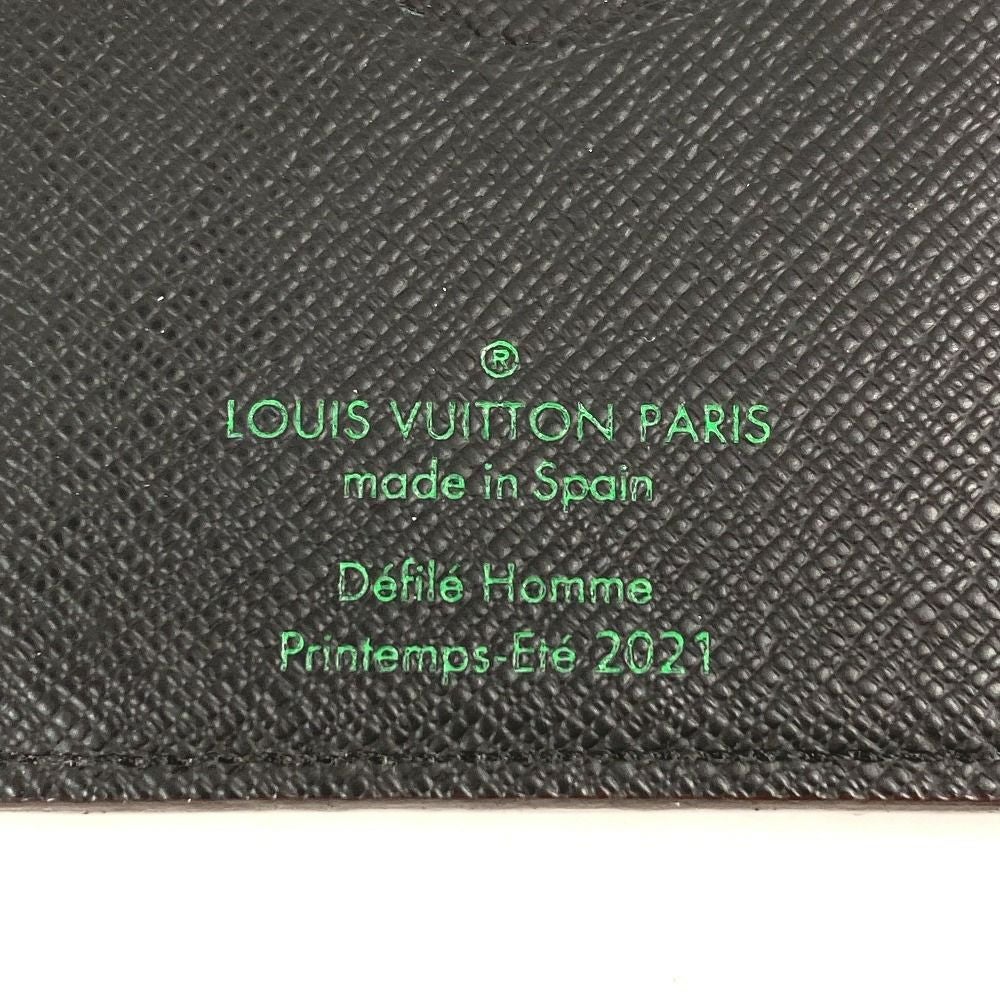 ®
LOUIS VUITTON PARIS
made in Spain
Défilé Homme
Printemps-Eté 2021